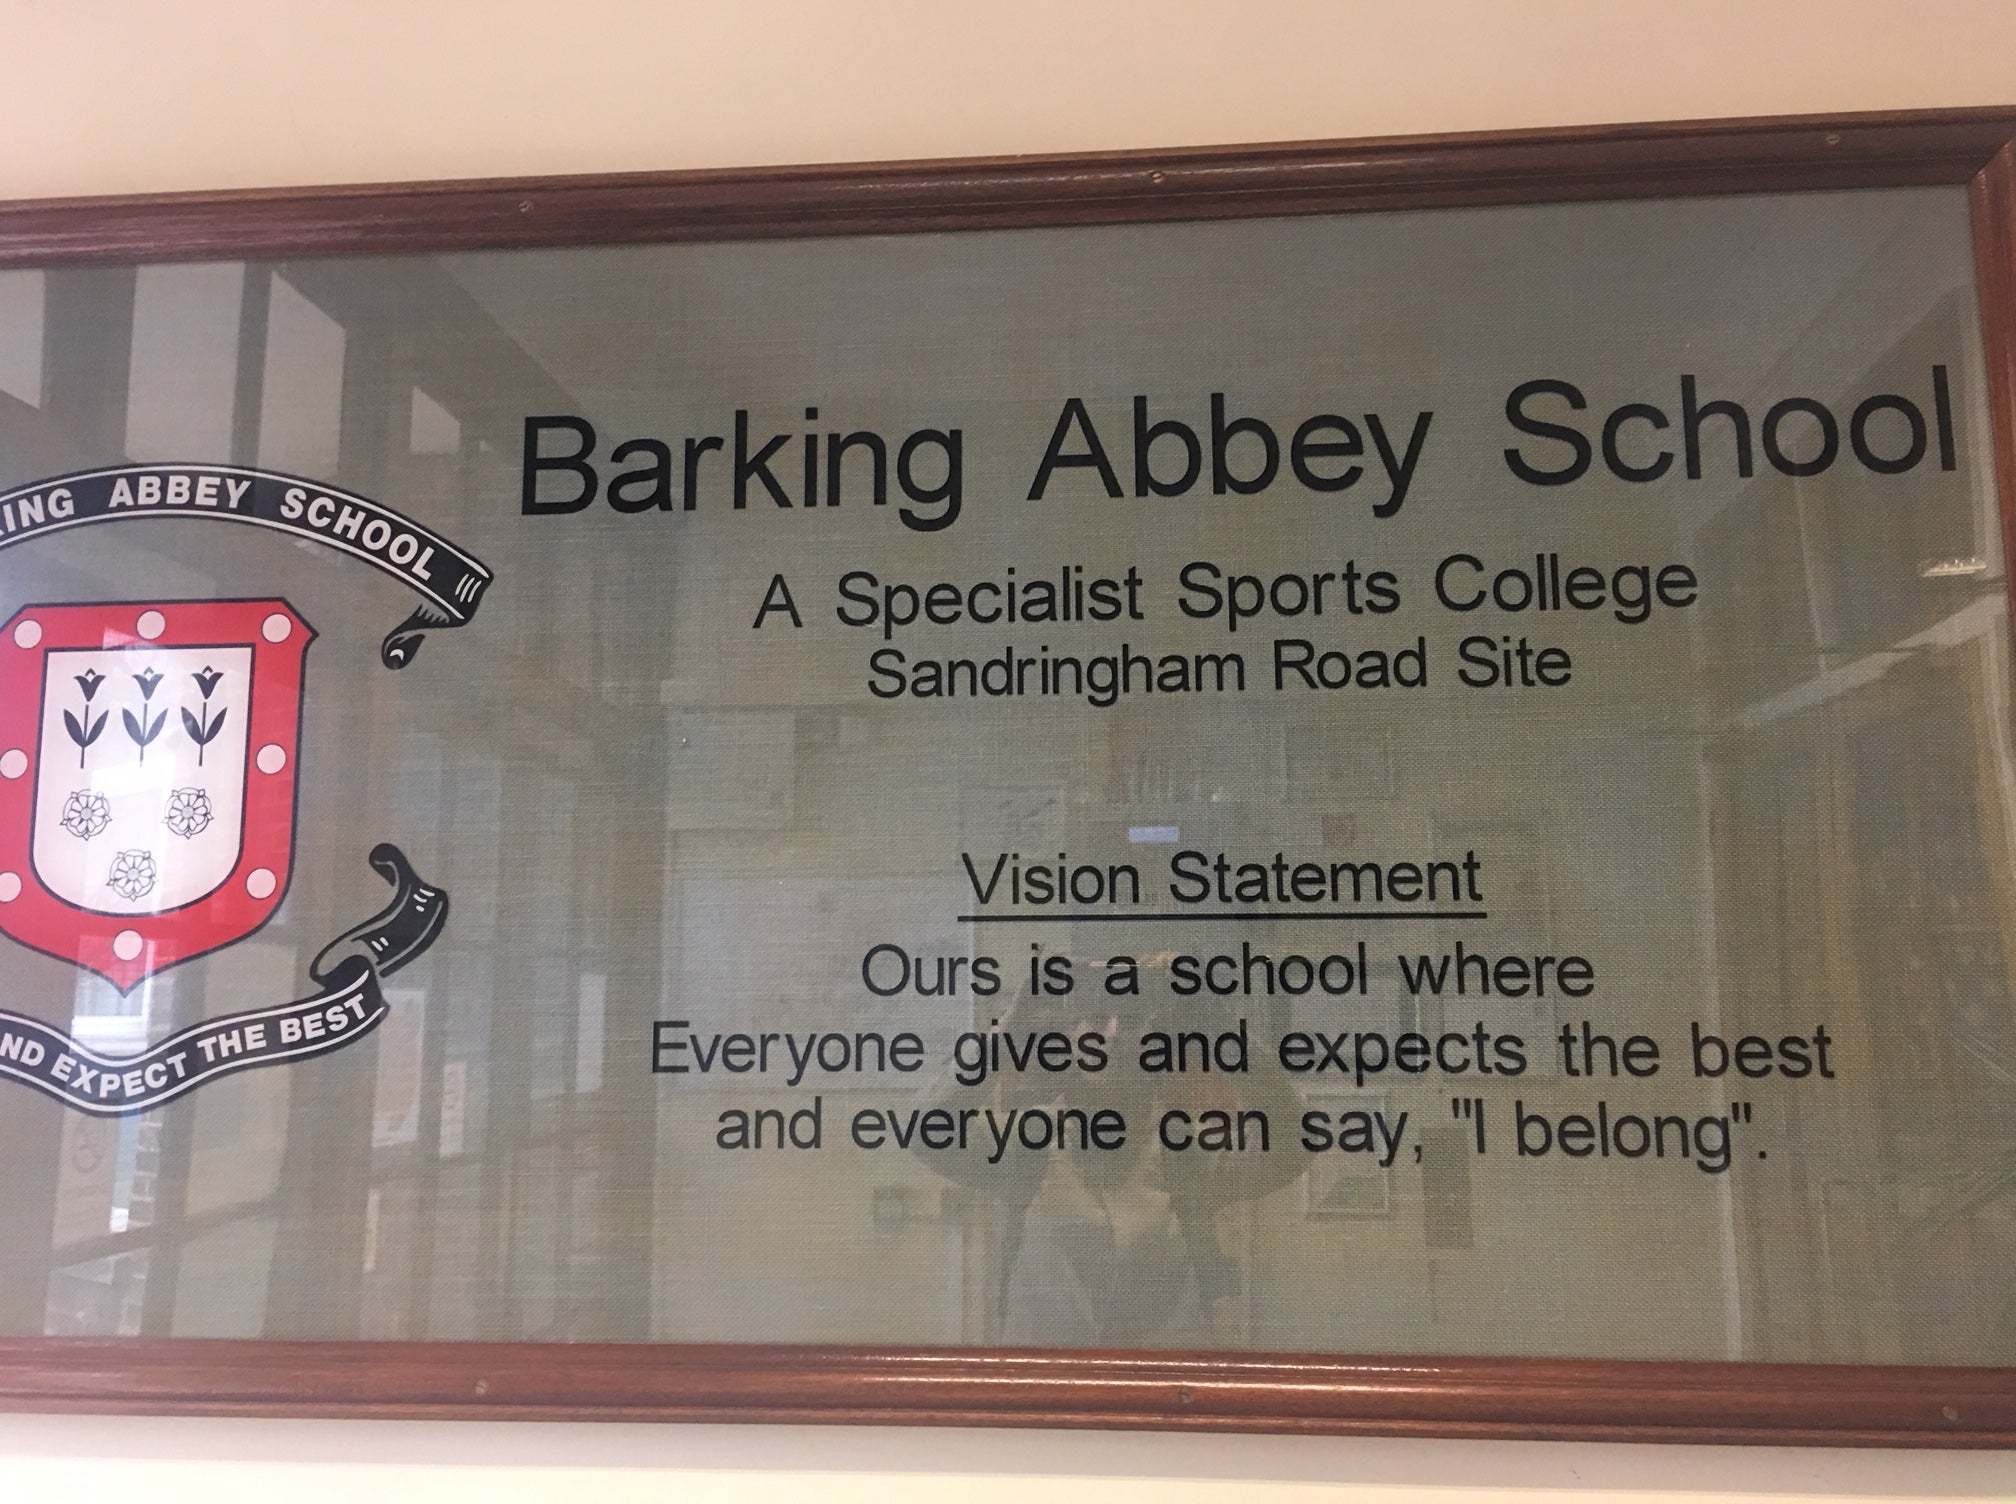 ING ABBEY SCHOOL
ND EXPECT THE BEST
Barking Abbey School
A Specialist Sports College
Sandringham Road Site
Vision Statement
Ours is a school where
Everyone gives and expects the best
and everyone can say, "I belong".